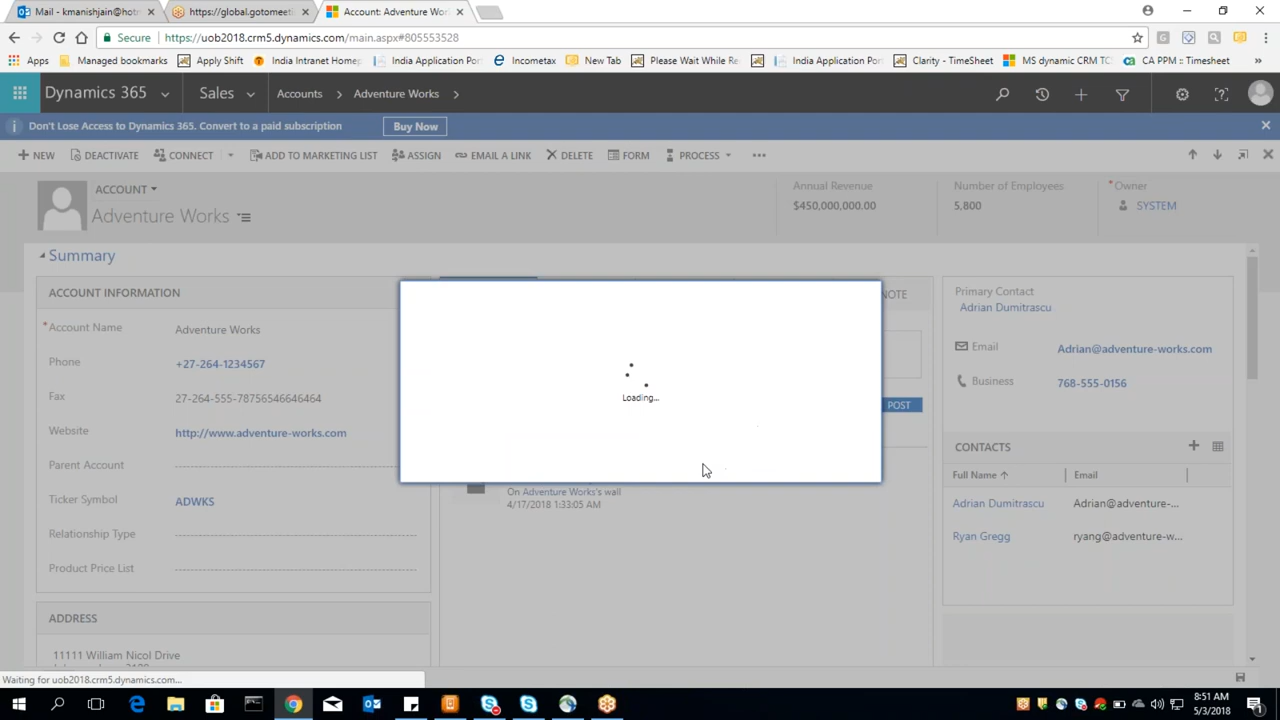 Mail - kmanishjain@hotm
https://global.gotomeeti
Account: Adventure Wor
Secure
https://uob2018.crm5.dynamics.com/main.aspx#805553528
Apps
Managed bookmarks
Apply Shift
India Intranet Homep
India Application Port
Incometax
New Tab
Please Wait While Re
India Application Port
Clarity - TimeSheet
MS dynamic CRM TC
CA PPM :: Timesheet
Dynamics 365
Sales
Accounts
Adventure Works
Don't Lose Access to Dynamics 365. Convert to a paid subscription
Buy Now
NEW
DEACTIVATE
CONNECT
ADD TO MARKETING LIST
ASSIGN
EMAIL A LINK
DELETE
FORM
PROCESS
ACCOUNT
Adventure Works
Annual Revenue
$450,000,000.00
Number of Employees
5,800
*Owner
SYSTEM
Summary
ACCOUNT INFORMATION
*Account Name
Adventure Works
Phone
+27-264-1234567
Fax
27-264-555-78756546646464
Website
http://www.adventure-works.com
Parent Account
Ticker Symbol
ADWKS
Relationship Type
Product Price List
ADDRESS
11111 William Nicol Drive
NOTE
Loading...
POST
On Adventure Works's wall
4/17/2018 1:33:05 AM
Primary Contact
Adrian Dumitrascu
Email
Adrian@adventure-works.com
Business
768-555-0156
CONTACTS
Full Name
Email
Adrian Dumitrascu
Adrian@adventure-...
Ryan Gregg
ryang@adventure-w...
Waiting for uob2018.crm5.dynamics.com...
8:51 AM
5/3/2018